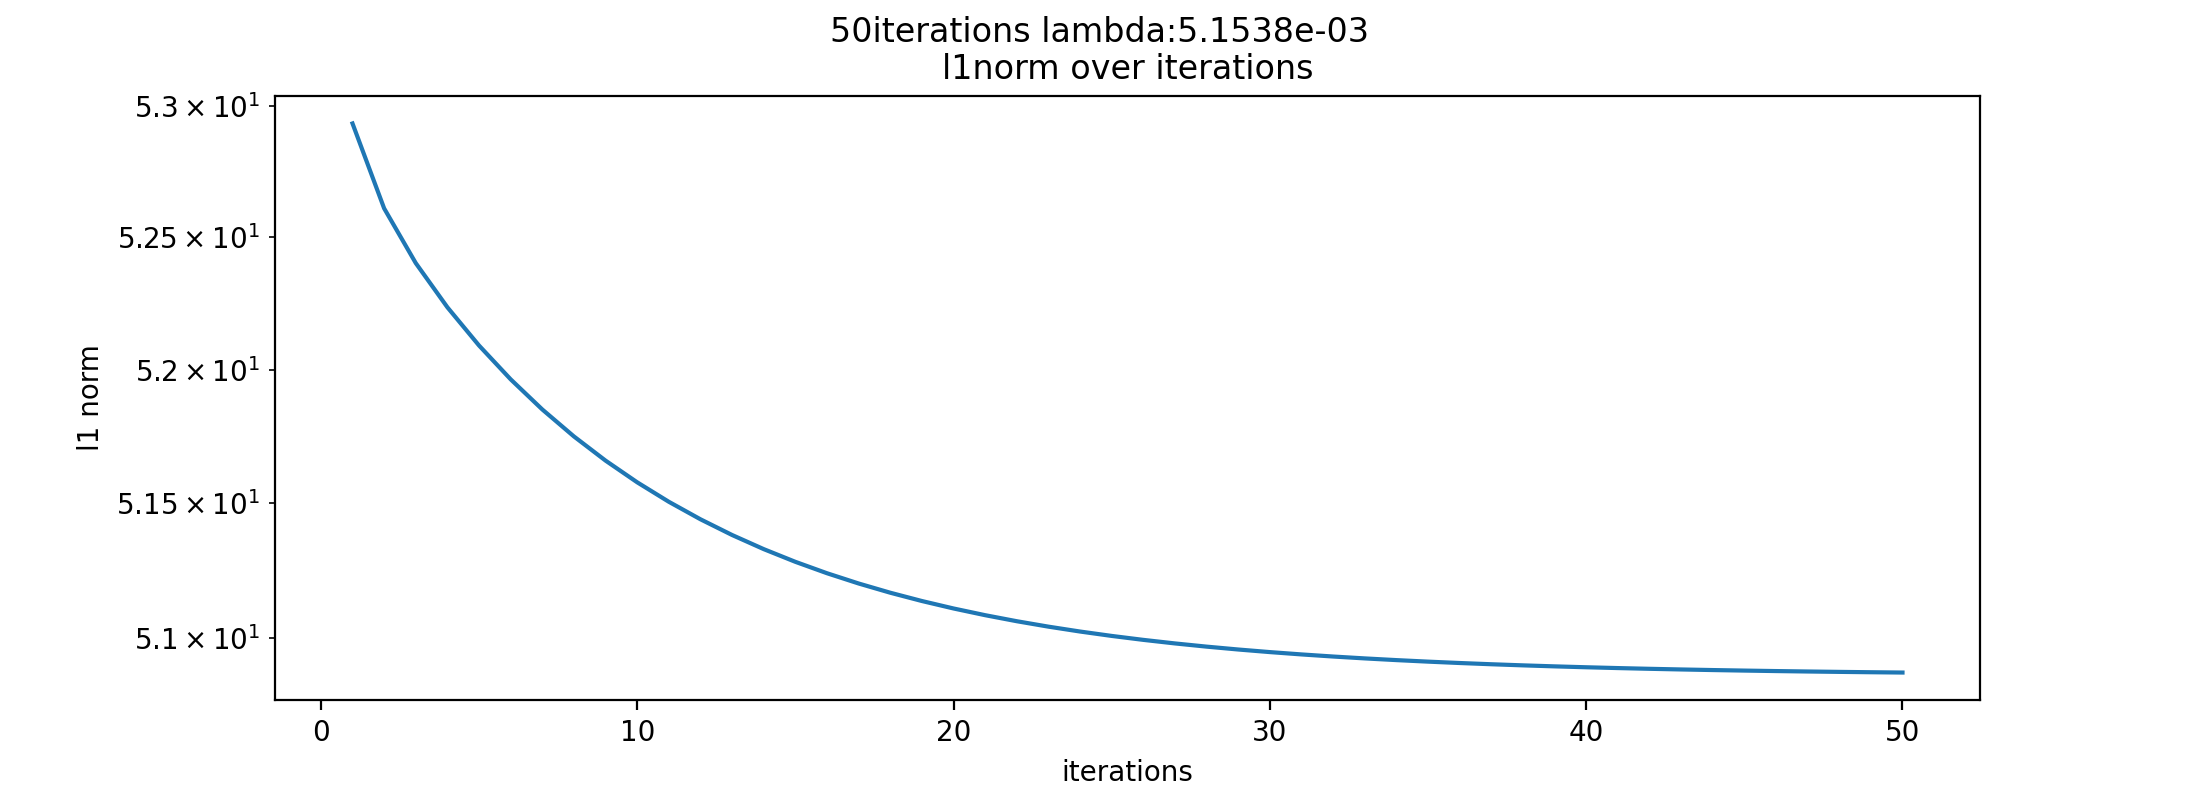 50iterations lambda:5.1538e-03
l1norm over iterations
5.3 × 10¹
5.25 × 10¹
5.2 × 10¹
5.15 × 10¹
5.1 × 10¹
l1 norm
0 10 20 30 40 50
iterations